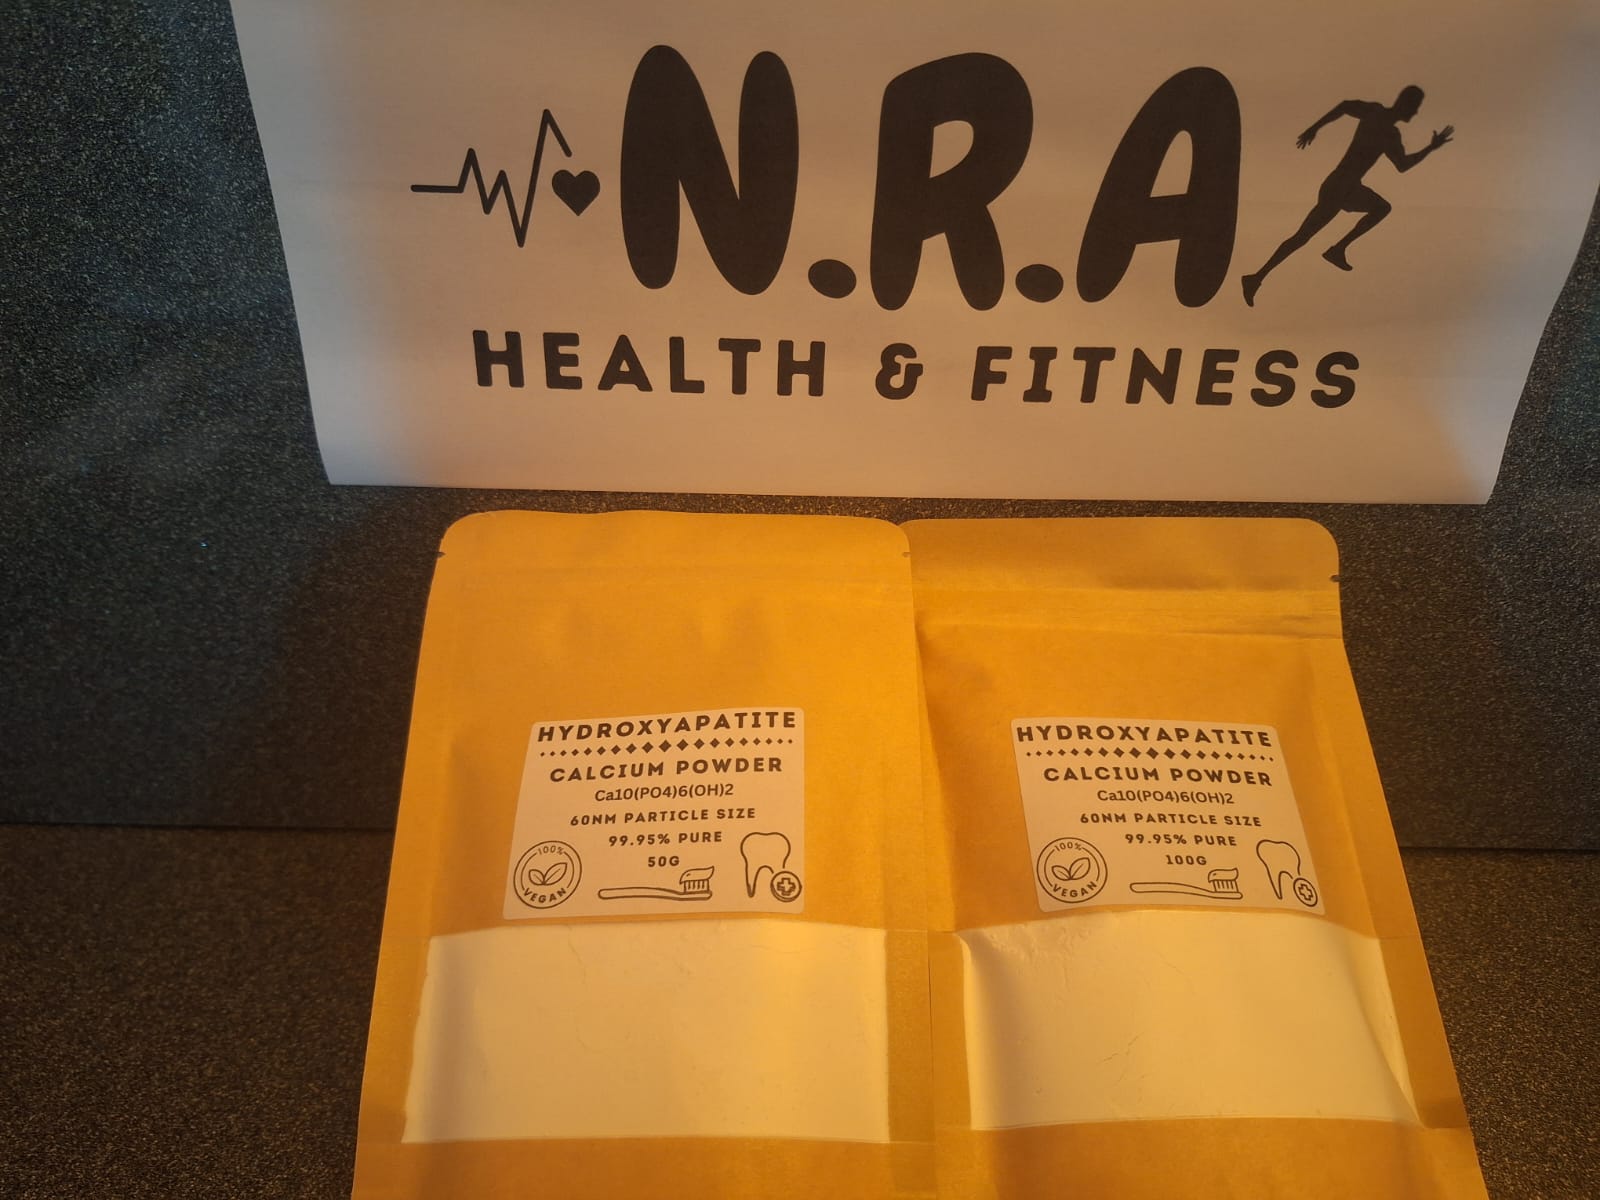 N.R.A
HEALTH & FITNESS
HYDROXYAPATITE
CALCIUM POWDER
Ca10(PO4)6(OH)2
60NM PARTICLE SIZE
99.95% PURE
50G
100%
VEGAN
HYDROXYAPATITE
CALCIUM POWDER
Ca10(PO4)6(OH)2
60NM PARTICLE SIZE
99.95% PURE
100G
100%
VEGAN